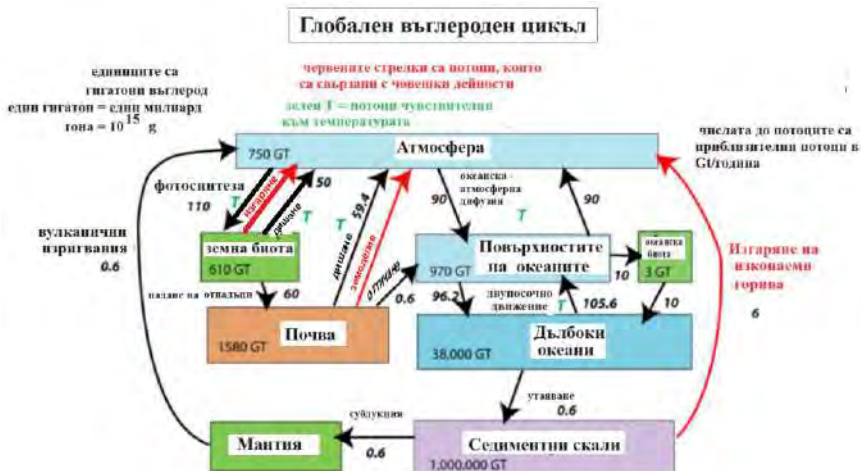 Глобален въглероден цикъл
единиците са
гигатони въглерод
един гигатон = един милиард
тона = 10^15 g
червените стрелки са потоци, които
са свързани с човешки дейности
зелен T = потоци чувствителни
към температурата
числата до потоците са
приблизителни потоци в
Gt/година
Атмосфера
750 GT
фотосинтеза
110
T
дишане
50
T
дишане
59.4
T
земеделие
океанска -
атмосферна
дифузия
90
T
90
вулканични
изригвания
0.6
земна биота
610 GT
падане на отпадъци
60
Почва
1580 GT
оттичане
0.6
Повърхностите
на океаните
970 GT
10
океанска
биота
3 GT
10
96.2
двупосочно
движение
T
105.6
Дълбоки
океани
38,000 GT
Изгаряне на
изкопаеми
горива
6
утаяване
0.6
субдукция
0.6
Мантия
Седиментни скали
1,000,000 GT